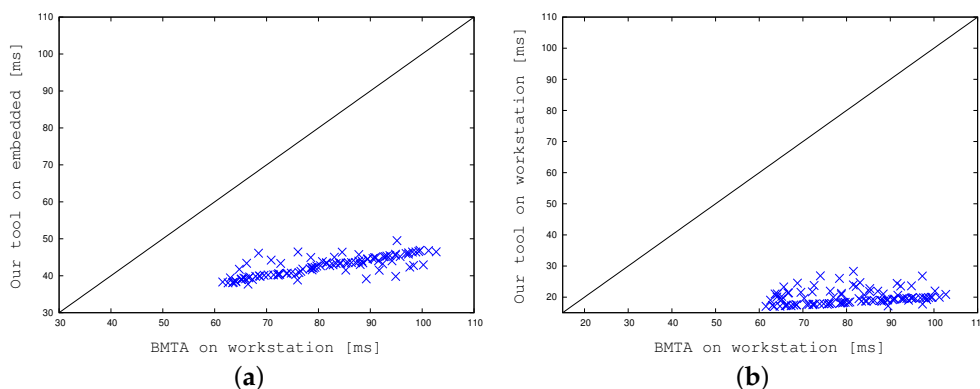 110
100
90
80
70
60
50
40
30
30 40 50 60 70 80 90 100 110
Our tool on embedded [ms]
BMTA on workstation [ms]
(a)
110
100
90
80
70
60
50
40
30
20
20 30 40 50 60 70 80 90 100 110
Our tool on workstation [ms]
BMTA on workstation [ms]
(b)